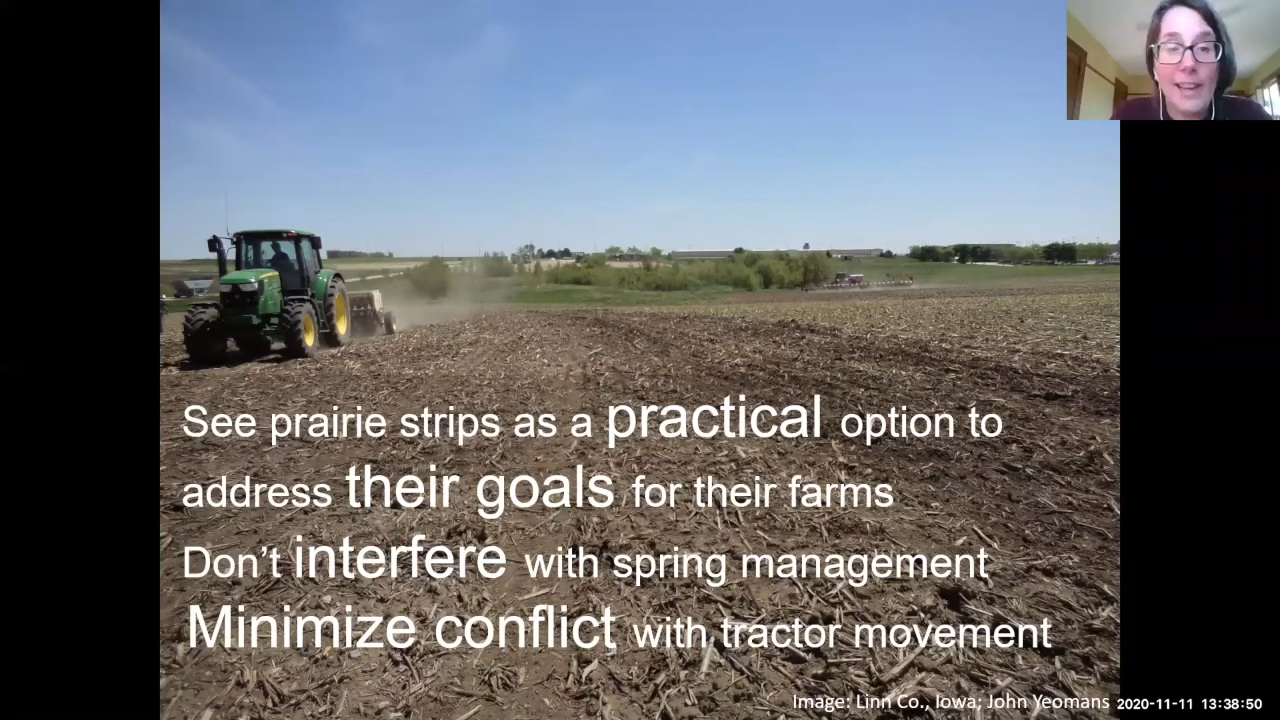 See prairie strips as a practical option to
address their goals for their farms
Don’t interfere with spring management
Minimize conflict with tractor movement
Image: Linn Co., Iowa; John Yeomans
2020-11-11 13:38:50